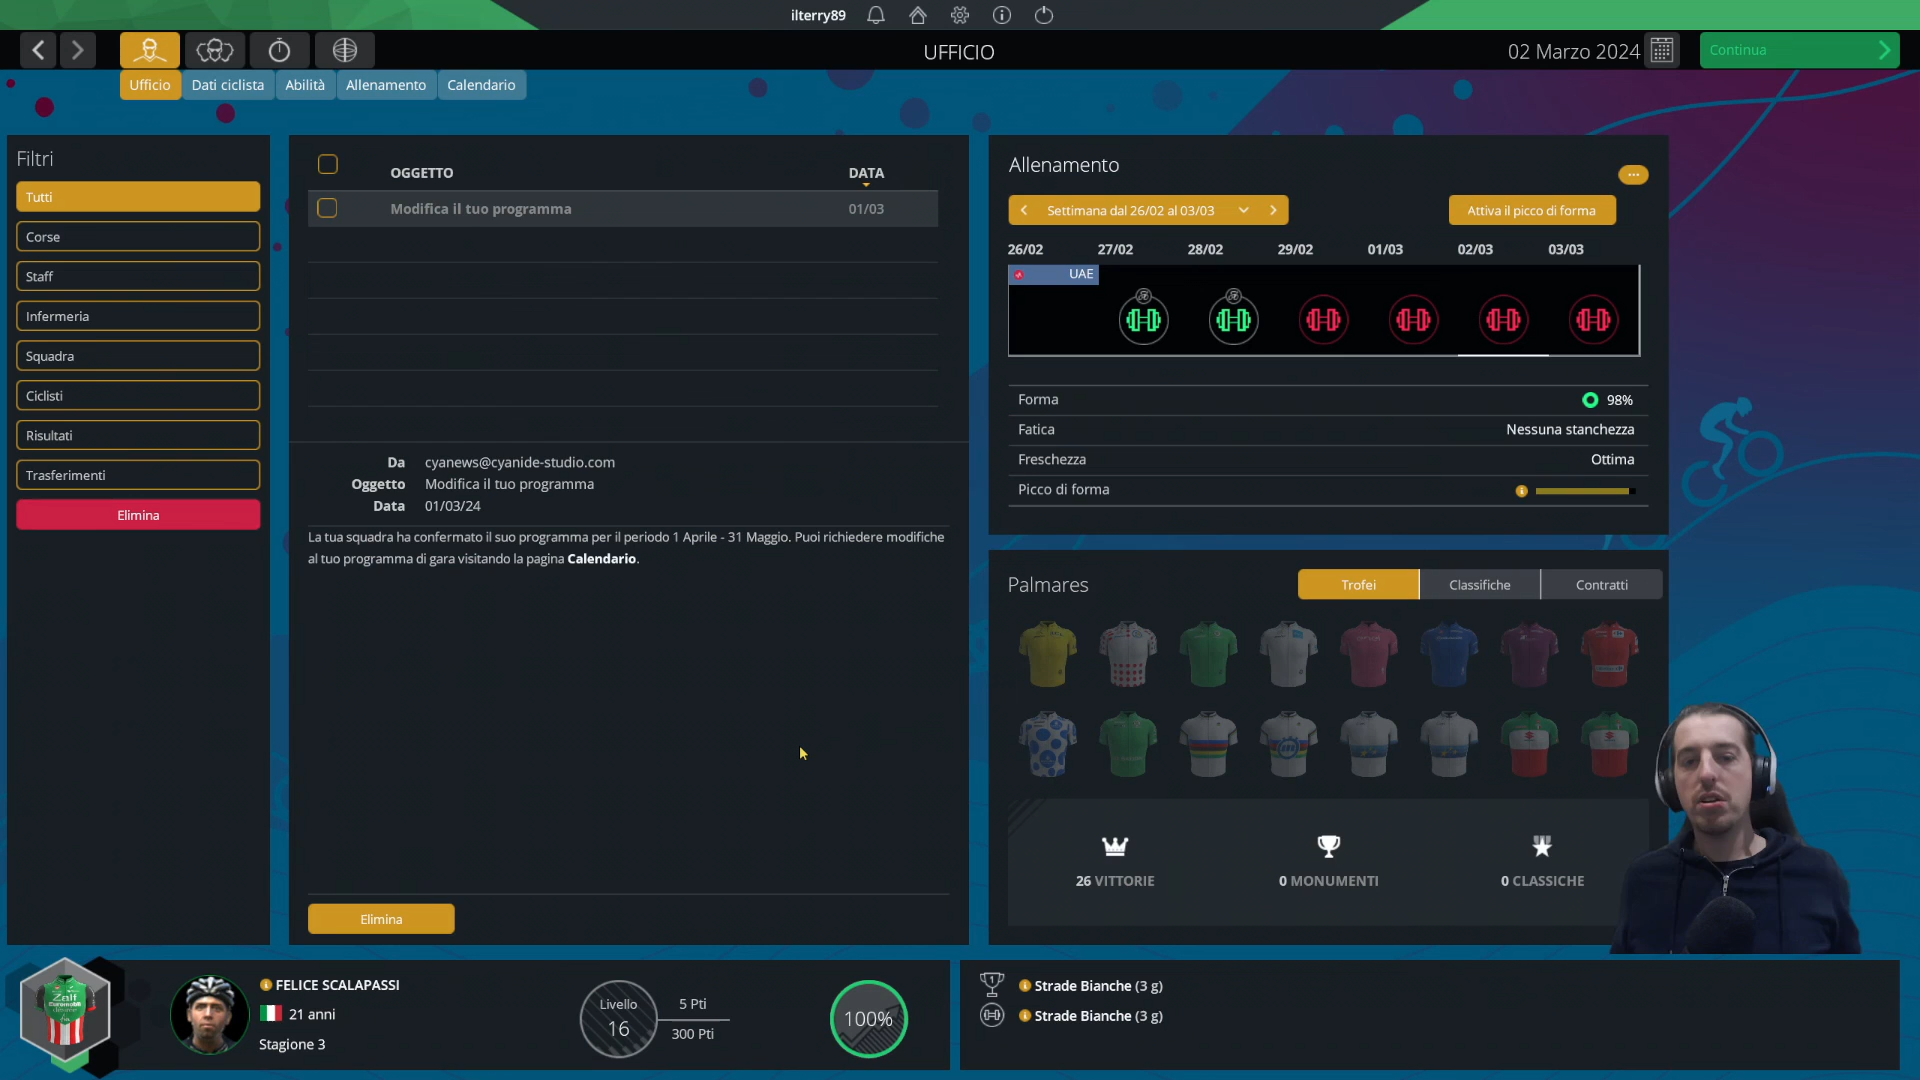 ilterry89
UFFICIO
02 Marzo 2024
Continua
Ufficio
Dati ciclista
Abilità
Allenamento
Calendario
Filtri
Tutti
Corse
Staff
Infermeria
Squadra
Ciclisti
Risultati
Trasferimenti
Elimina
OGGETTO
DATA
Modifica il tuo programma
01/03
Da cyanews@cyanide-studio.com
Oggetto Modifica il tuo programma
Data 01/03/24
La tua squadra ha confermato il suo programma per il periodo 1 Aprile - 31 Maggio. Puoi richiedere modifiche
al tuo programma di gara visitando la pagina Calendario.
Elimina
Allenamento
...
Settimana dal 26/02 al 03/03
Attiva il picco di forma
26/02 27/02 28/02 29/02 01/03 02/03 03/03
UAE
Forma 98%
Fatica Nessuna stanchezza
Freschezza Ottima
Picco di forma
Palmares
Trofei
Classifiche
Contratti
26 VITTORIE
0 MONUMENTI
0 CLASSICHE
Zalf
FELICE SCALAPASSI
21 anni
Stagione 3
Livello
16
5 Pti
300 Pti
100%
Strade Bianche (3 g)
Strade Bianche (3 g)